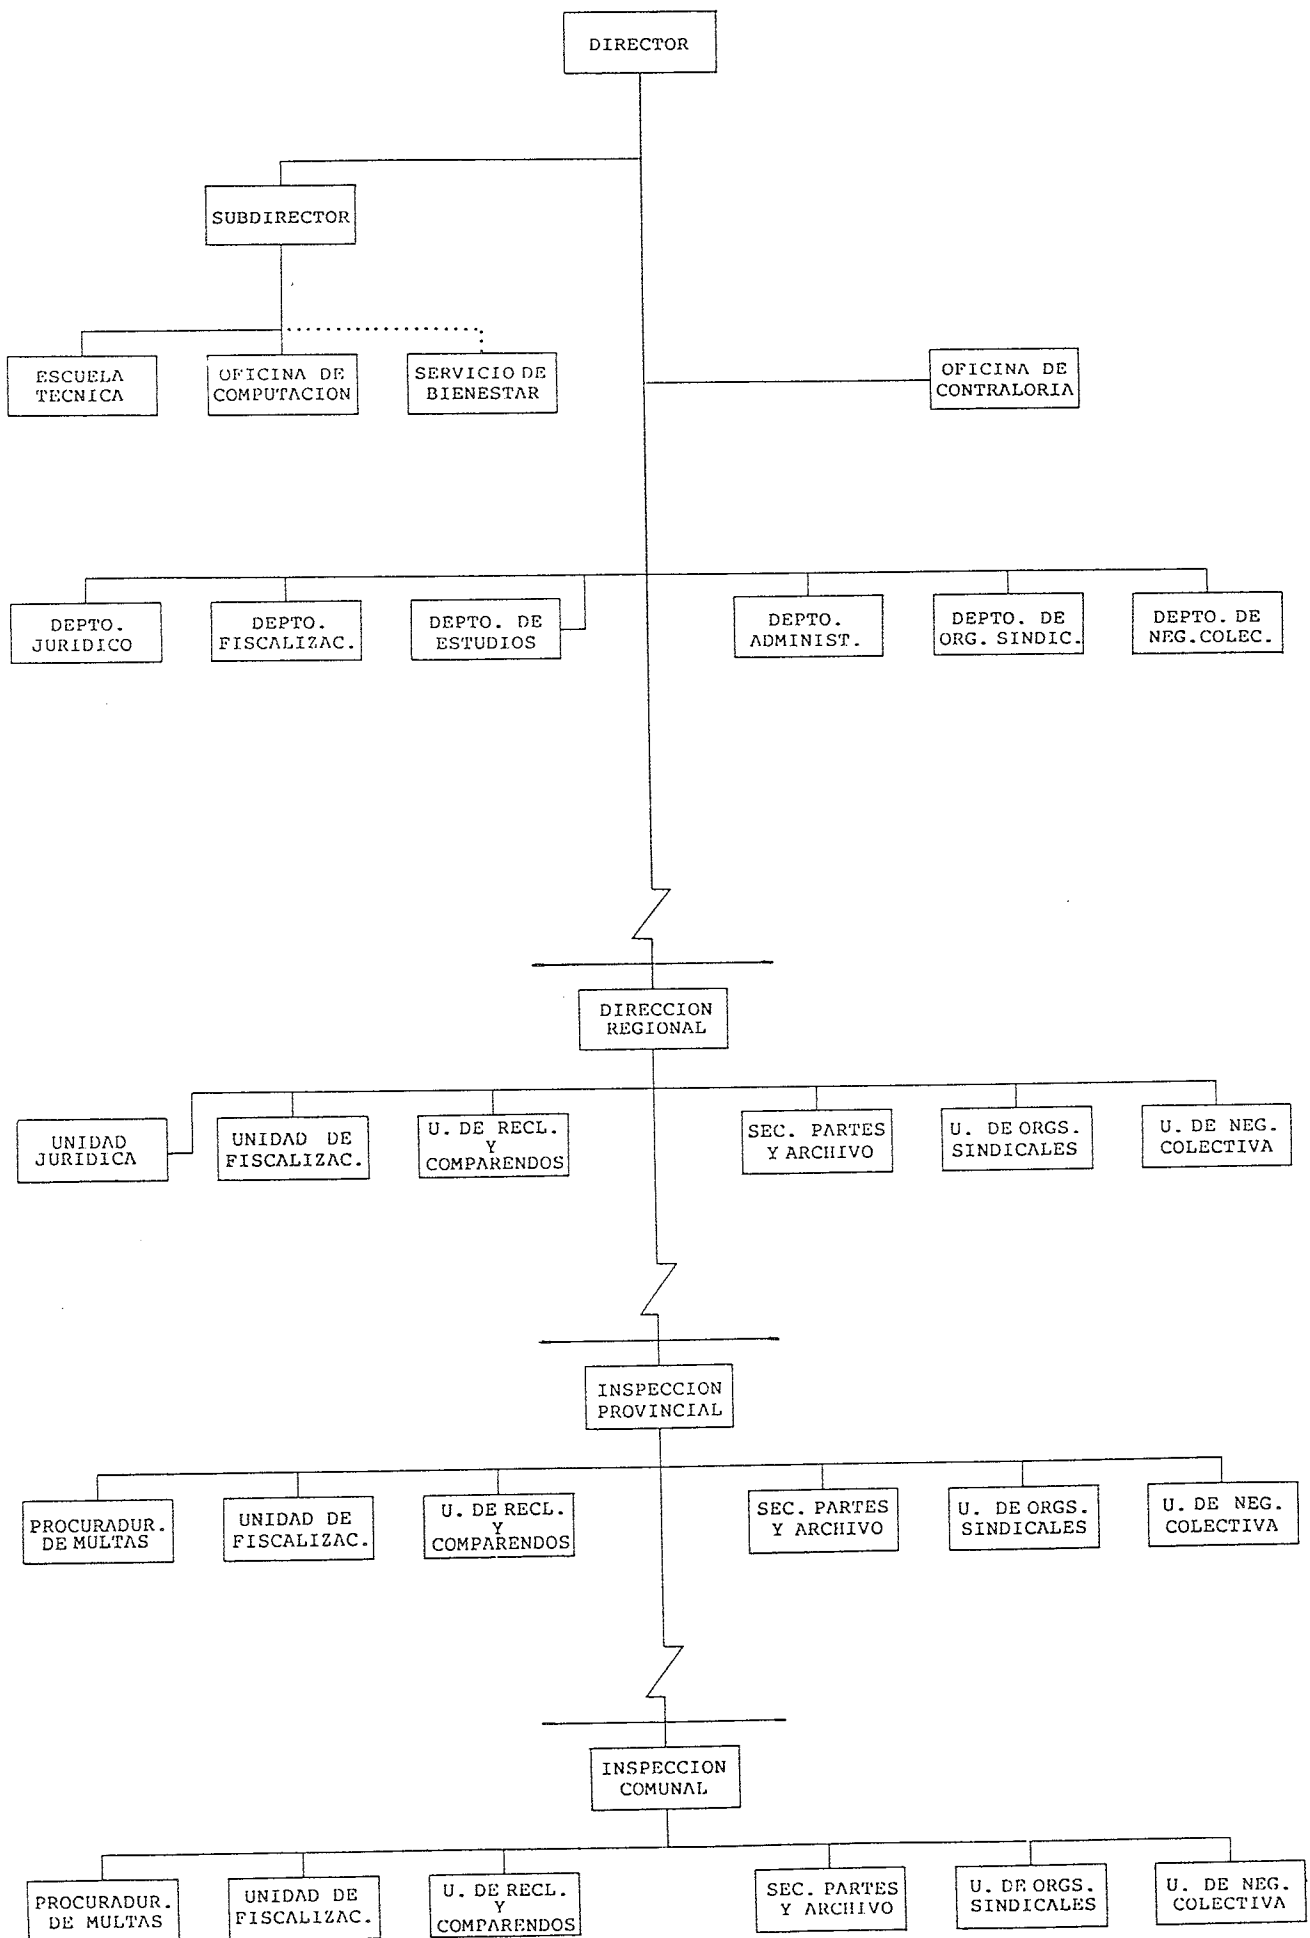 DIRECTOR
SUBDIRECTOR
ESCUELA
TECNICA
OFICINA DE
COMPUTACION
SERVICIO DE
BIENESTAR
OFICINA DE
CONTRALORIA
DEPTO.
JURIDICO
DEPTO.
FISCALIZAC.
DEPTO. DE
ESTUDIOS
DEPTO.
ADMINIST.
DEPTO. DE
ORG. SINDIC.
DEPTO. DE
NEG.COLEC.
DIRECCION
REGIONAL
UNIDAD
JURIDICA
UNIDAD DE
FISCALIZAC.
U. DE RECL.
Y
COMPARENDOS
SEC. PARTES
Y ARCHIVO
U. DE ORGS.
SINDICALES
U. DE NEG.
COLECTIVA
INSPECCION
PROVINCIAL
PROCURADUR.
DE MULTAS
UNIDAD DE
FISCALIZAC.
U. DE RECL.
Y
COMPARENDOS
SEC. PARTES
Y ARCHIVO
U. DE ORGS.
SINDICALES
U. DE NEG.
COLECTIVA
INSPECCION
COMUNAL
PROCURADUR.
DE MULTAS
UNIDAD DE
FISCALIZAC.
U. DE RECL.
Y
COMPARENDOS
SEC. PARTES
Y ARCHIVO
U. DE ORGS.
SINDICALES
U. DE NEG.
COLECTIVA